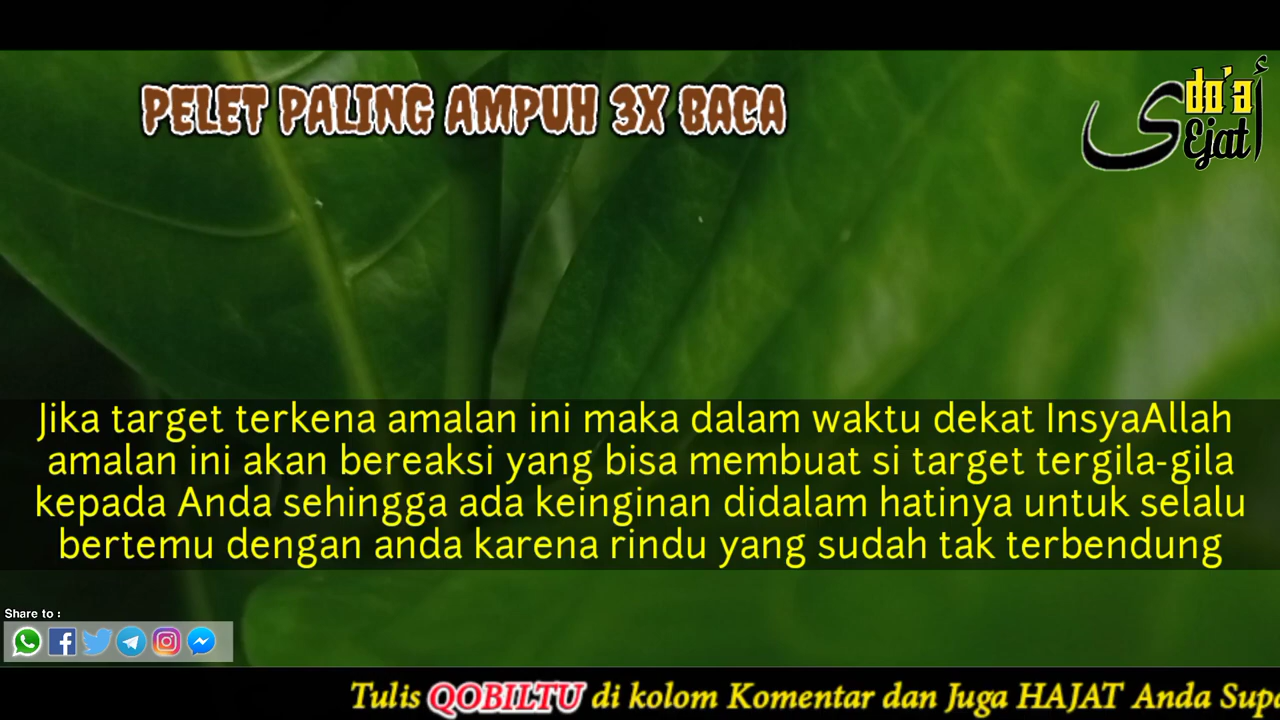 PELET PALING AMPUH 3X BACA
do'a
Ejati
أ
ى
Jika target terkena amalan ini maka dalam waktu dekat InsyaAllah
amalan ini akan bereaksi yang bisa membuat si target tergila-gila
kepada Anda sehingga ada keinginan didalam hatinya untuk selalu
bertemu dengan anda karena rindu yang sudah tak terbendung
Share to :
Tulis QOBILTU di kolom Komentar dan Juga HAJAT Anda